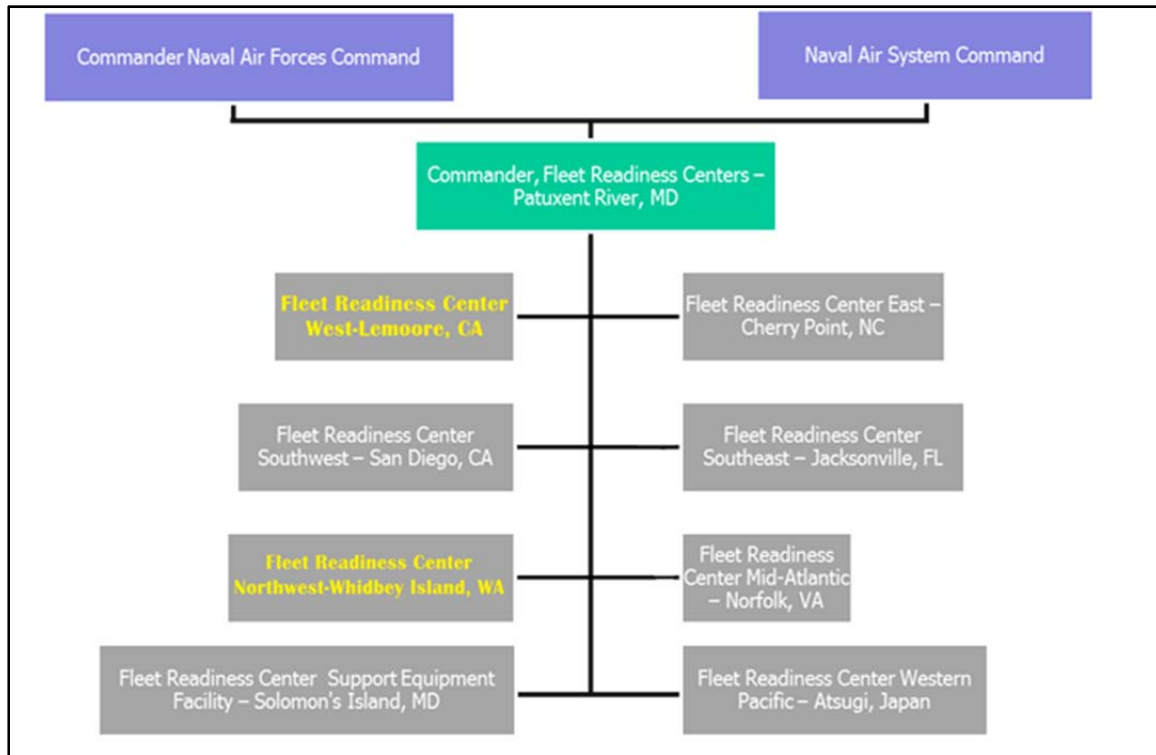 Commander Naval Air Forces Command
Naval Air System Command
Commander, Fleet Readiness Centers –
Patuxent River, MD
Fleet Readiness Center
West-Lemoore, CA
Fleet Readiness Center East –
Cherry Point, NC
Fleet Readiness Center
Southwest – San Diego, CA
Fleet Readiness Center
Southeast – Jacksonville, FL
Fleet Readiness Center
Northwest-Whidbey Island, WA
Fleet Readiness
Center Mid-Atlantic
– Norfolk, VA
Fleet Readiness Center Support Equipment
Facility – Solomon's Island, MD
Fleet Readiness Center Western
Pacific – Atsugi, Japan